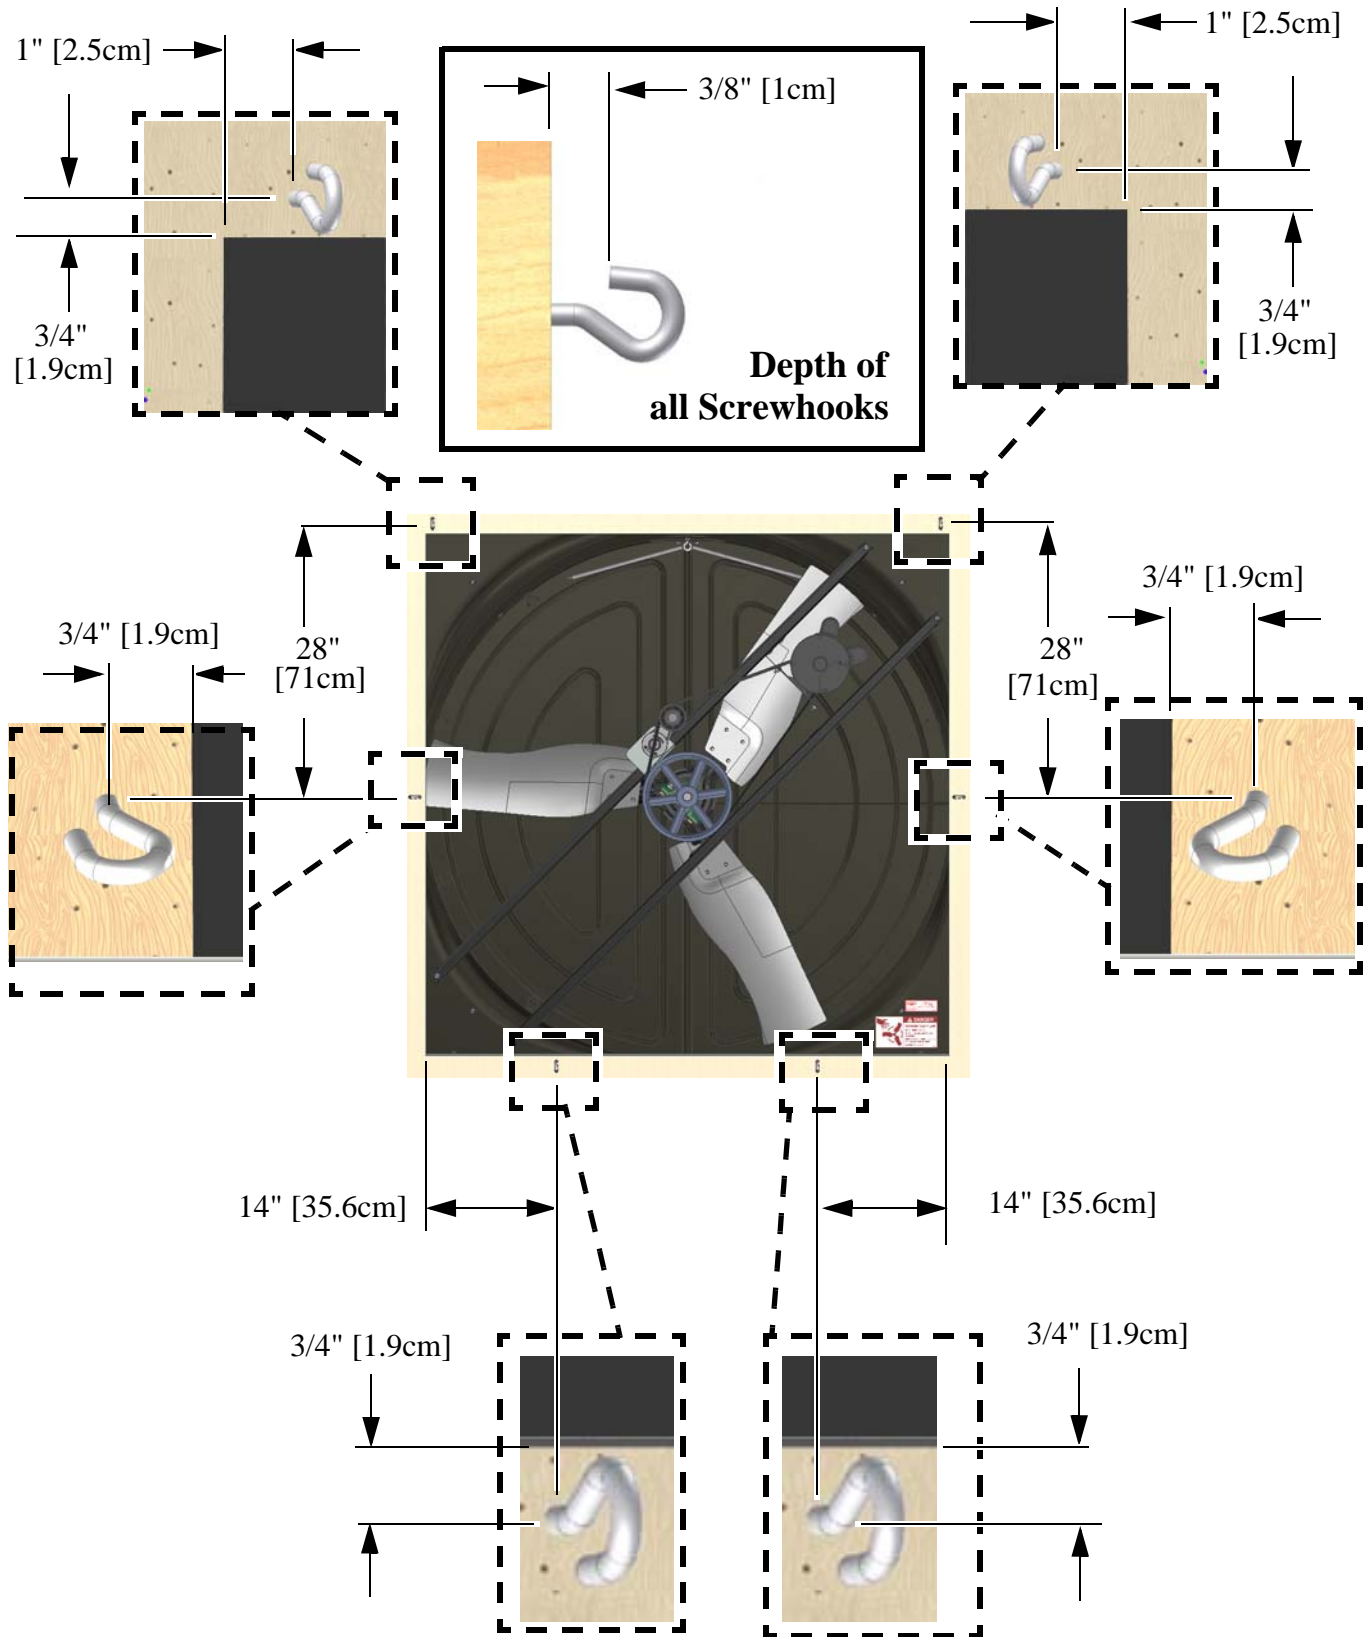 1" [2.5cm]
3/8" [1cm]
1" [2.5cm]
3/4"
[1.9cm]
Depth of
all Screwhooks
3/4"
[1.9cm]
3/4" [1.9cm]
28"
[71cm]
28"
[71cm]
3/4" [1.9cm]
DANGER
14" [35.6cm]
14" [35.6cm]
3/4" [1.9cm]
3/4" [1.9cm]